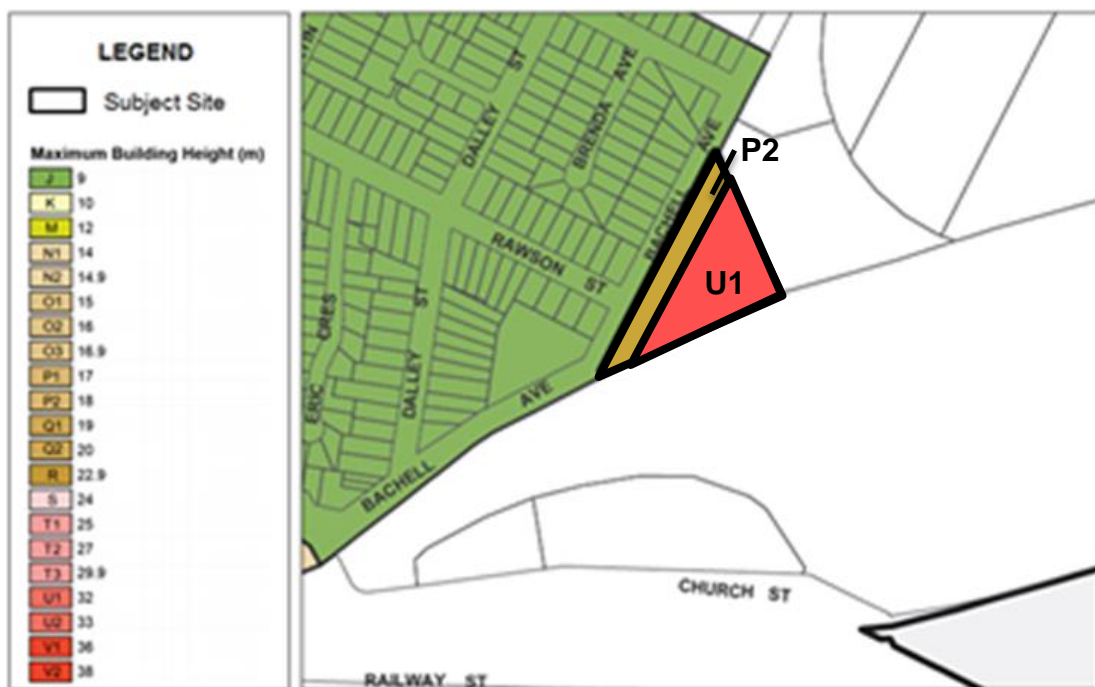 LEGEND
Subject Site
Maximum Building Height (m)
J 9
K 10
M 12
N1 14
N2 14.9
O1 15
O2 16
O3 16.9
P1 17
P2 18
Q1 19
Q2 20
R 22.9
S 24
T1 25
T2 27
T3 29.9
U1 32
U2 33
V1 36
V2 38
ST
DALLEY
BRENDA AVE
AVE
BACHELL
P2
U1
RAWSON ST
CRES
ERIC
ST
DALLEY
AVE
BACHELL
CHURCH ST
RAILWAY ST